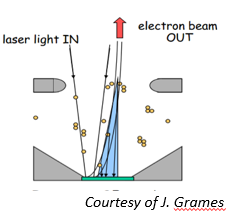 electron beam
OUT
laser light IN
Courtesy of J. Grames